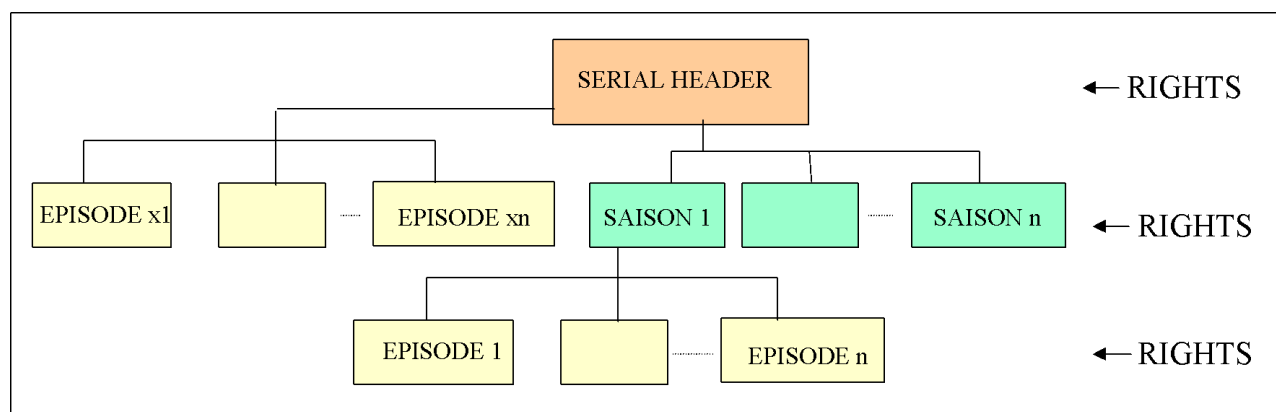 SERIAL HEADER
RIGHTS
EPISODE x1
EPISODE xn
SAISON 1
SAISON n
RIGHTS
EPISODE 1
EPISODE n
RIGHTS